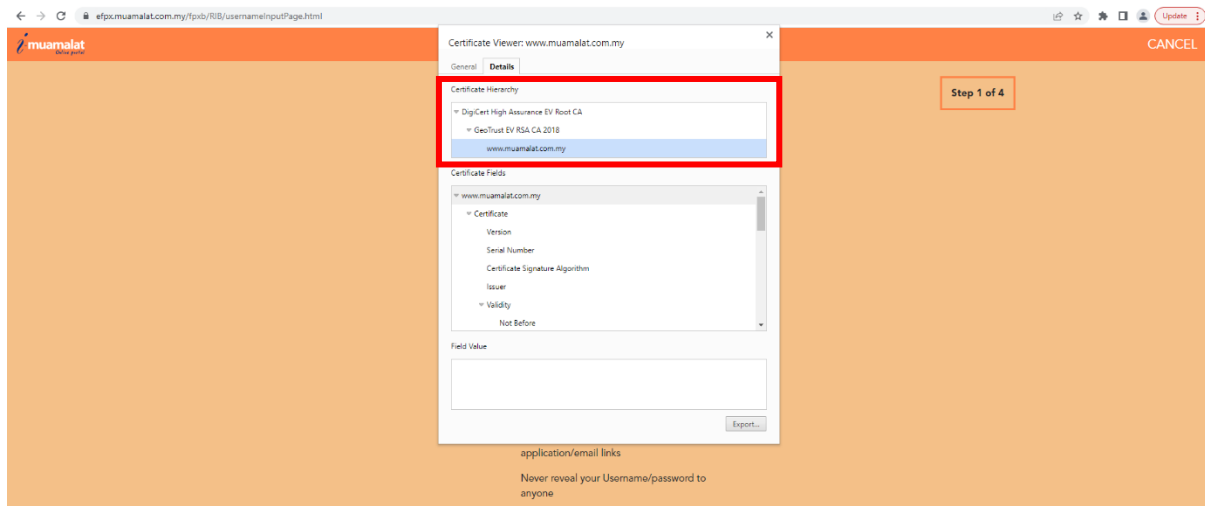 efpx.muamalat.com.my/fpxb/RIB/usernameInputPage.html
Update
i-muamalat
CANCEL
Certificate Viewer: www.muamalat.com.my
General Details
Certificate Hierarchy
DigiCert High Assurance EV Root CA
GeoTrust EV RSA CA 2018
www.muamalat.com.my
Step 1 of 4
Certificate Fields
www.muamalat.com.my
Certificate
Version
Serial Number
Certificate Signature Algorithm
Issuer
Validity
Not Before
Field Value
Export...
application/email links
Never reveal your Username/password to
anyone